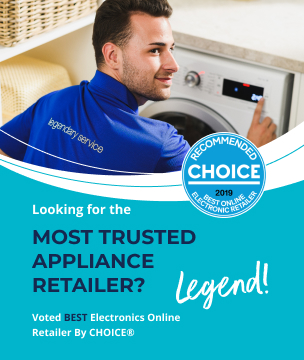 legendary service
RECOMMENDED
CHOICE
2019
BEST ONLINE
ELECTRONIC RETAILER
Looking for the
MOST TRUSTED
APPLIANCE
RETAILER?
Legend!
Voted BEST Electronics Online
Retailer By CHOICE®